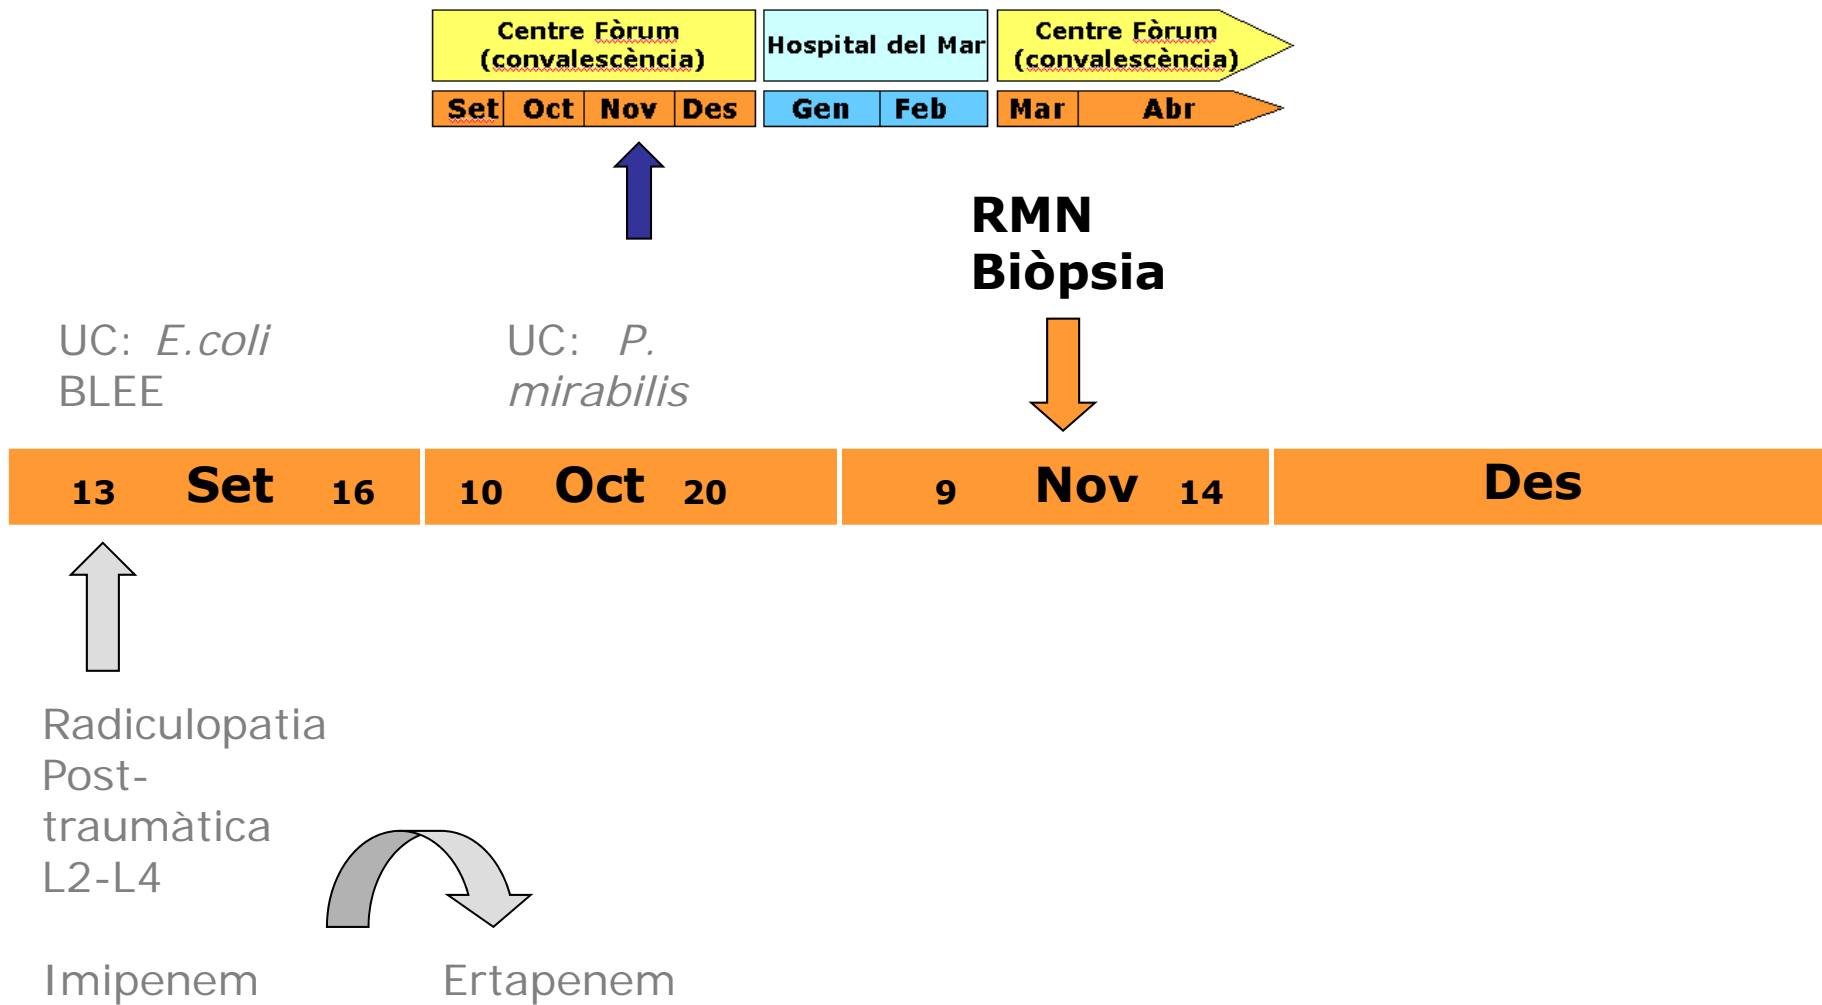 Centre Fòrum
(convalescència)
Hospital del Mar
Centre Fòrum
(convalescència)
Set Oct Nov Des Gen Feb Mar Abr
RMN
Biòpsia
UC: E.coli
BLEE
UC: P.
mirabilis
13 Set 16 10 Oct 20 9 Nov 14 Des
Radiculopatia
Post-
traumàtica
L2-L4
Imipenem Ertapenem